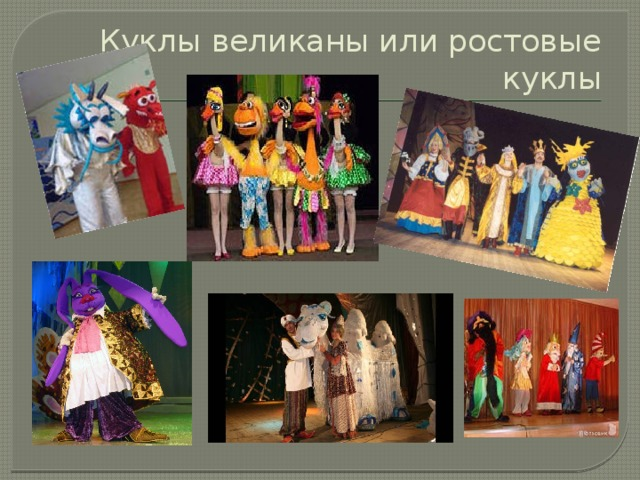 Куклы великаны или ростовые
куклы